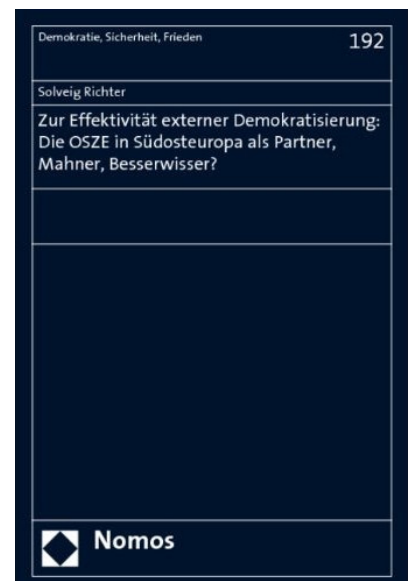 Demokratie, Sicherheit, Frieden 192
Solveig Richter
Zur Effektivität externer Demokratisierung:
Die OSZE in Südosteuropa als Partner,
Mahner, Besserwisser?
Nomos